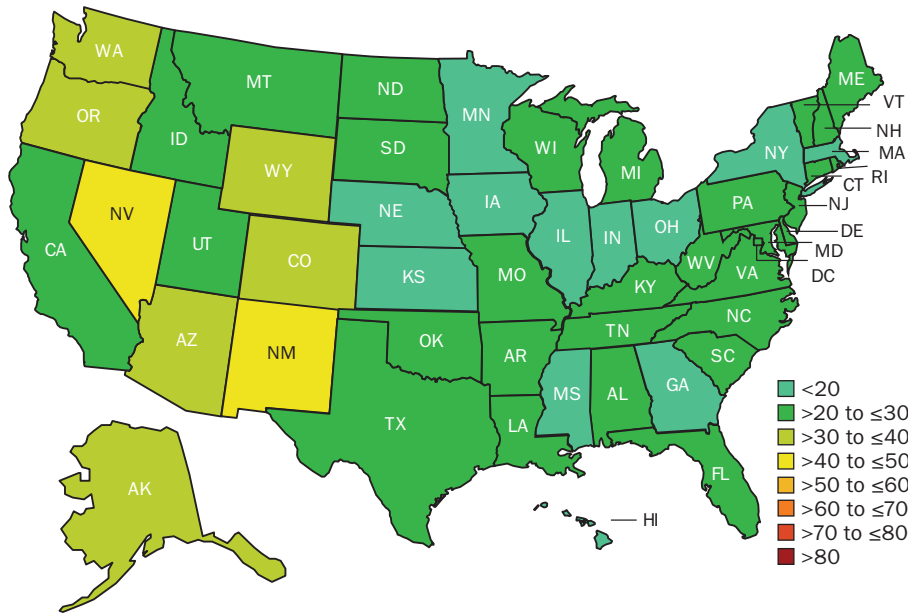 WA
MT
ND
ME
VT
OR
MN
NH
ID
SD
WI
NY
MA
WY
MI
RI
CT
NV
NE
IA
PA
NJ
OH
CA
UT
IL
IN
DE
CO
KS
MO
WV
VA
MD
DC
KY
AZ
NM
OK
TN
NC
AR
SC
MS
AL
GA
<20
TX
LA
>20 to ≤30
>30 to ≤40
>40 to ≤50
FL
AK
>50 to ≤60
>60 to ≤70
HI
>70 to ≤80
>80